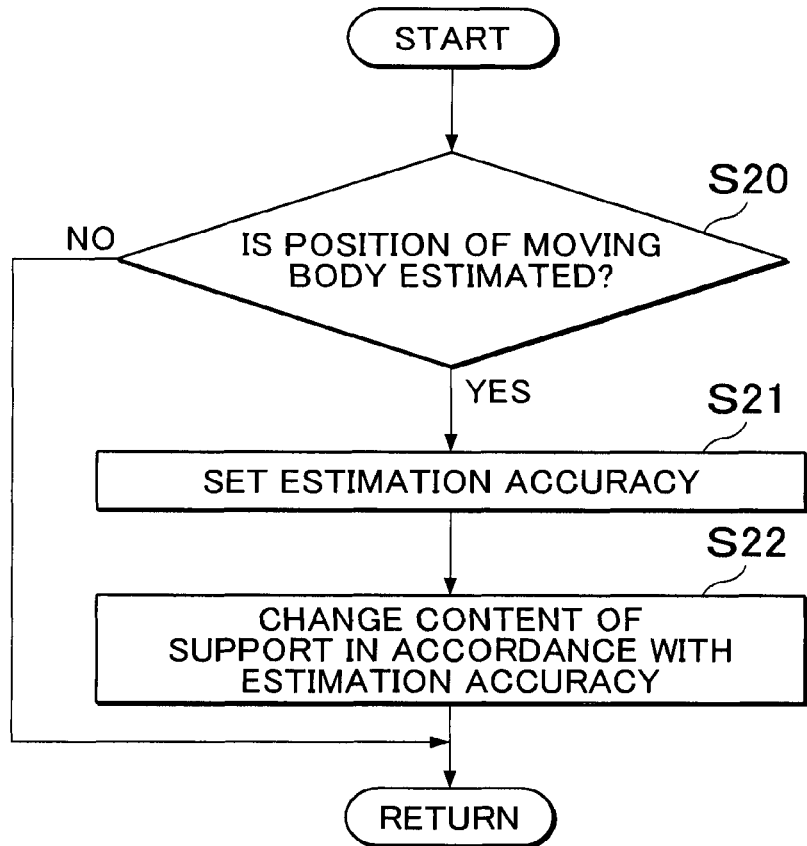 START
S20
NO
IS POSITION OF MOVING
BODY ESTIMATED?
YES
S21
SET ESTIMATION ACCURACY
S22
CHANGE CONTENT OF
SUPPORT IN ACCORDANCE WITH
ESTIMATION ACCURACY
RETURN